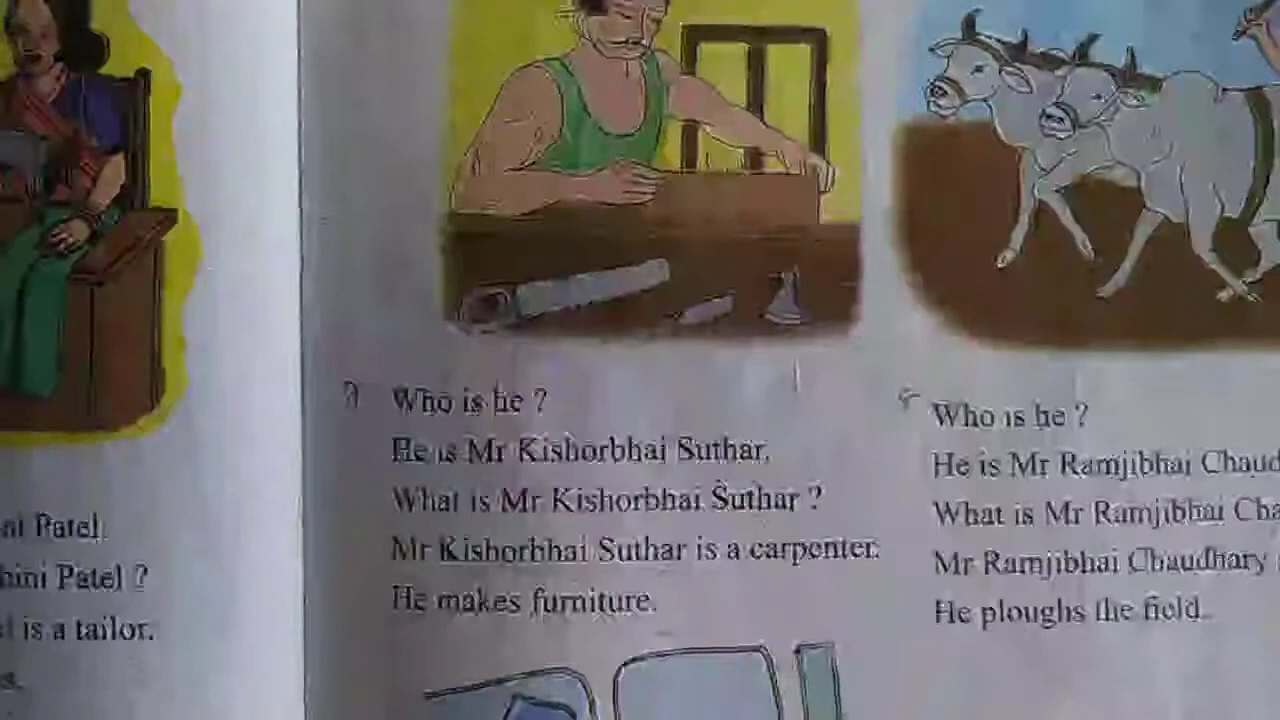 Patel.
Patel ?
is a tailor.
Who is he ?
He is Mr Kishorbhai Suthar.
What is Mr Kishorbhai Suthar ?
Mr Kishorbhai Suthar is a carpenter.
He makes furniture.
Who is he ?
He is Mr Ramjibhai
What is Mr Ramjibhai
Mr Ramjibhai Chaudhary
He ploughs the field.